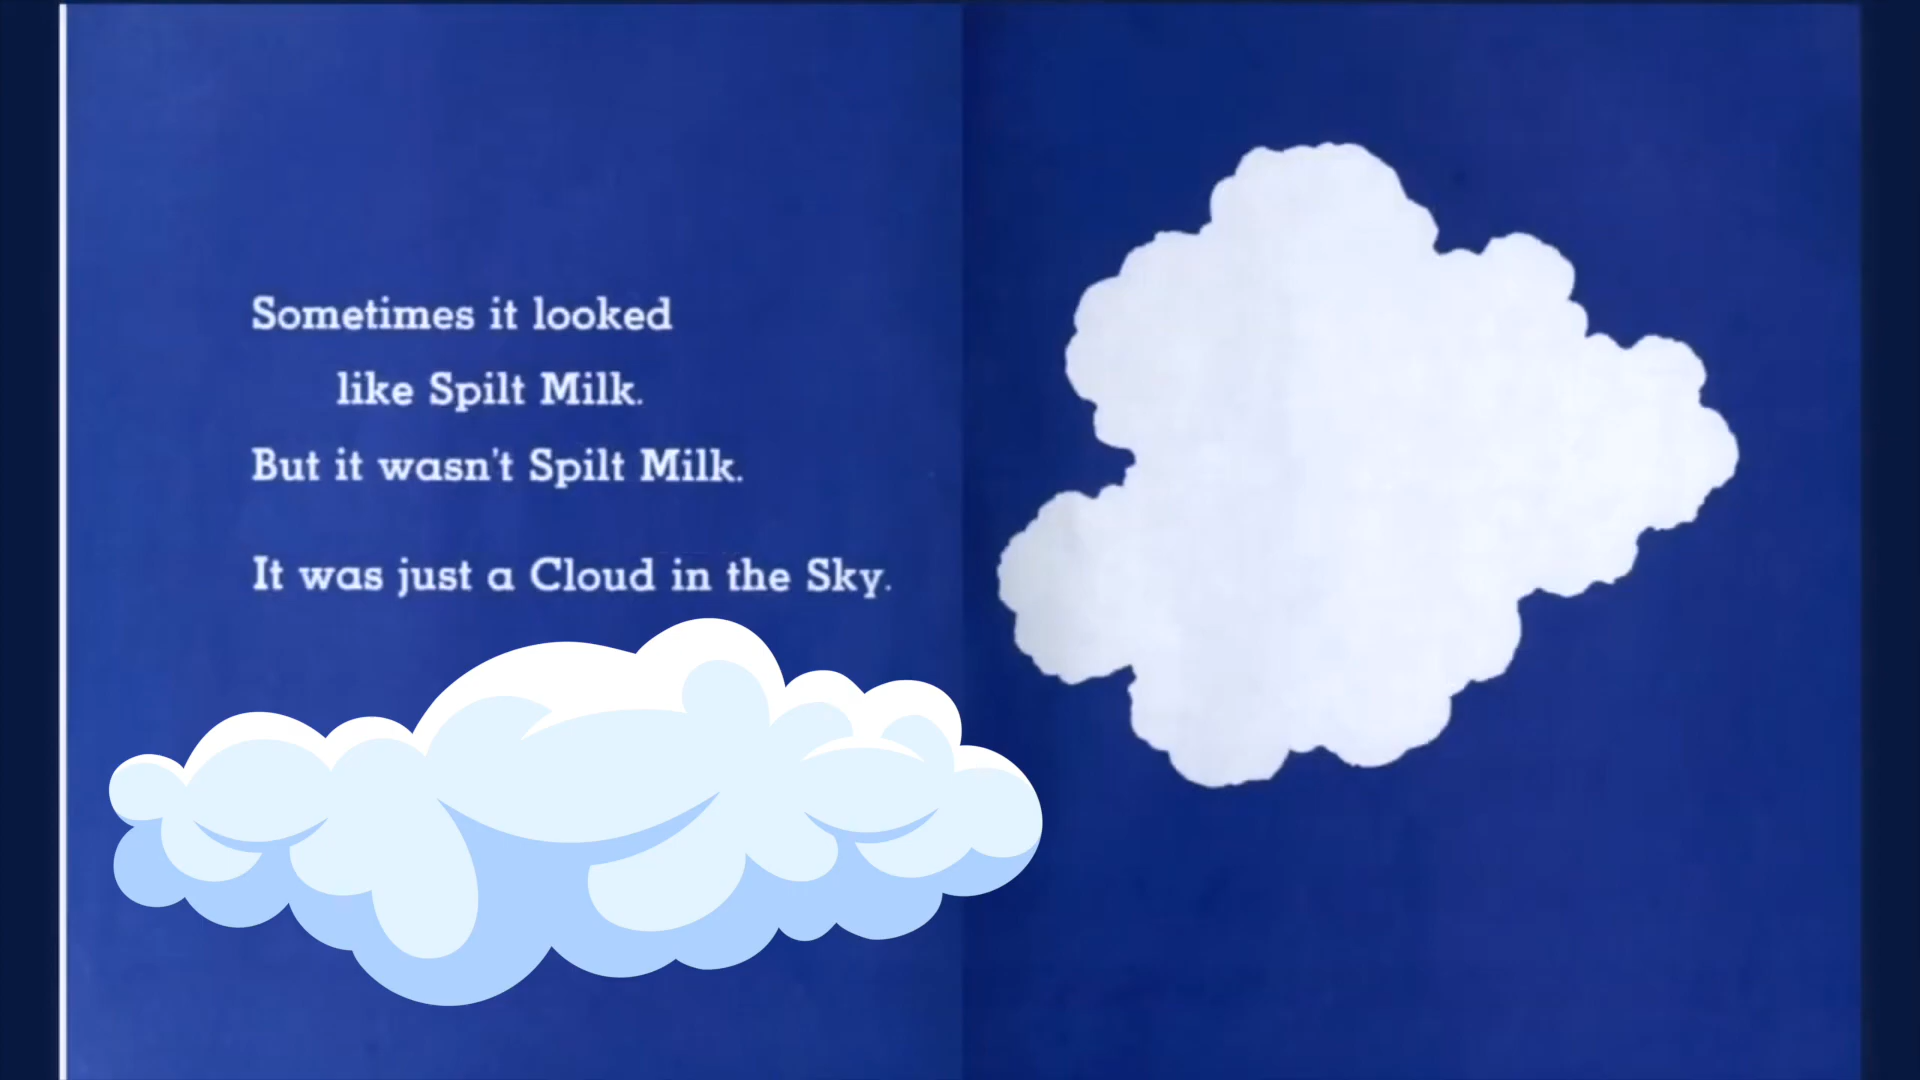 Sometimes it looked
like Spilt Milk.
But it wasn't Spilt Milk.
It was just a Cloud in the Sky.